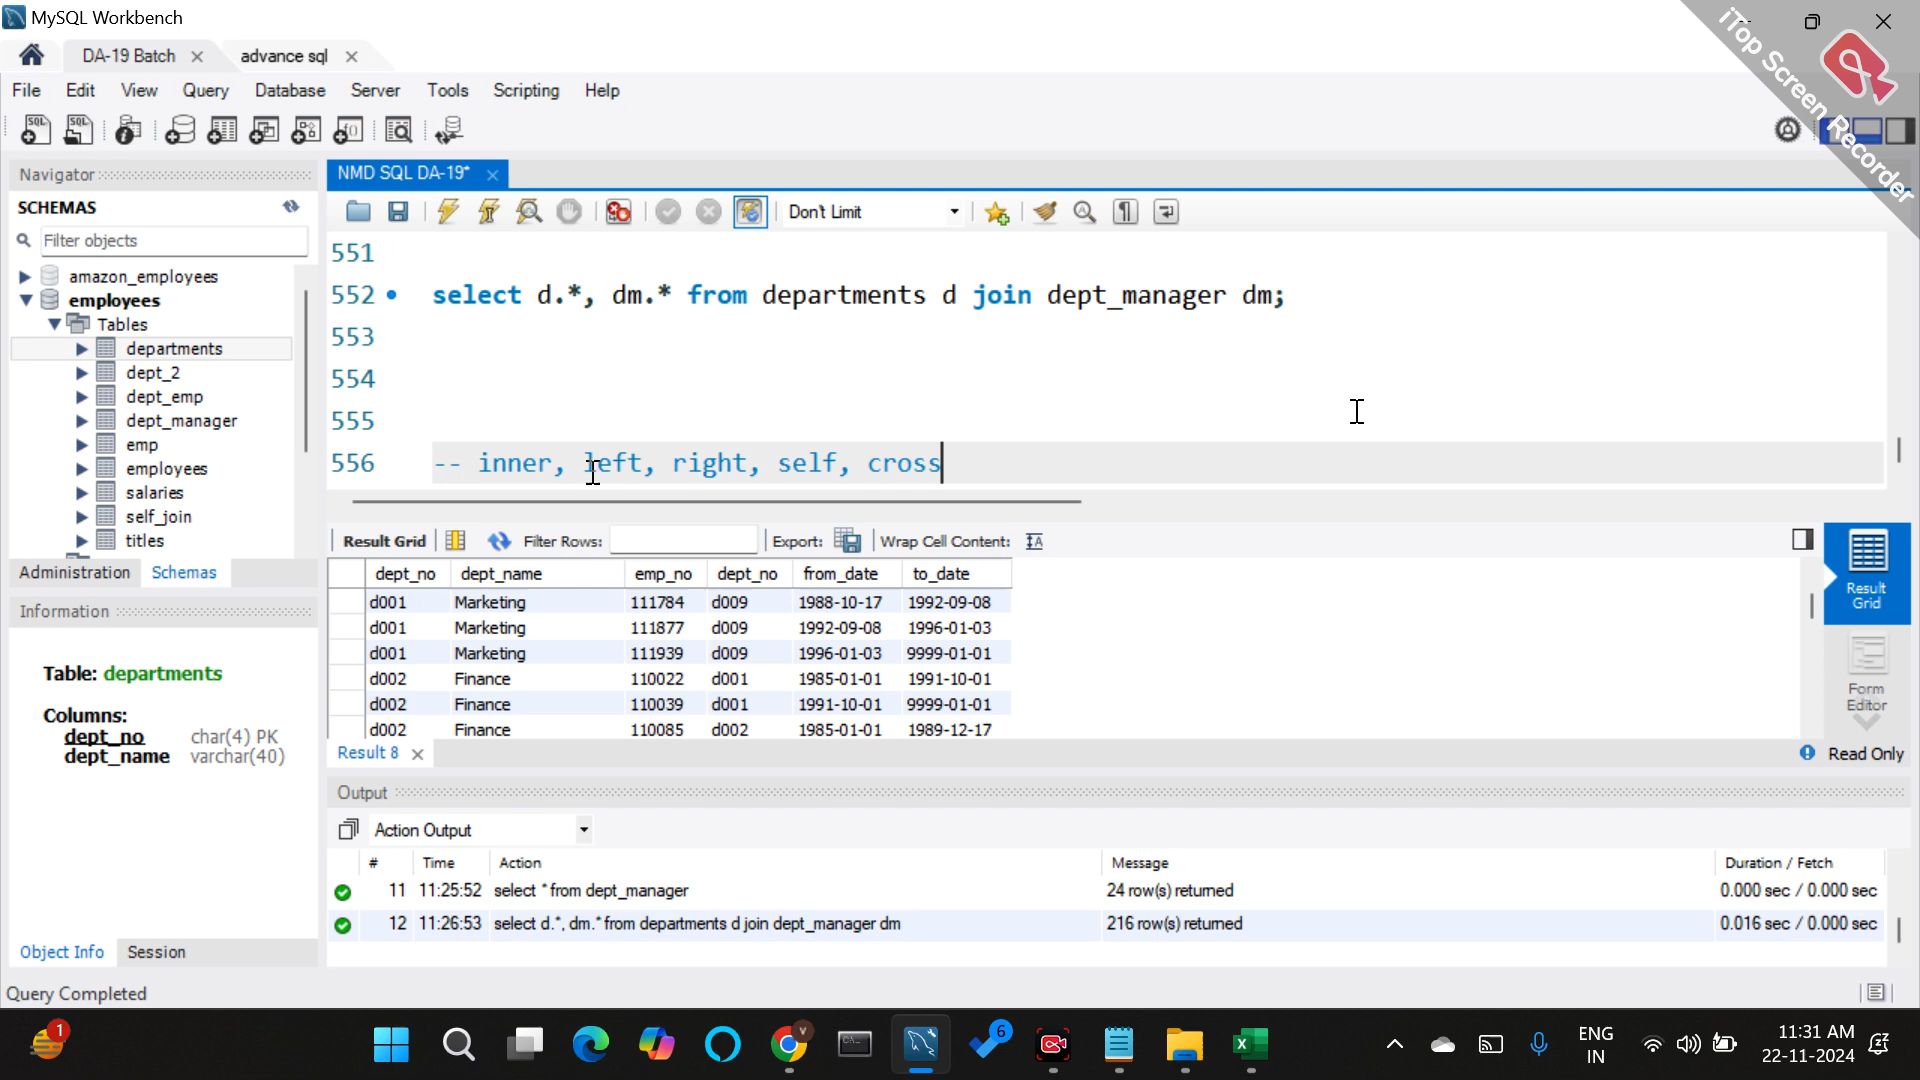 MySQL Workbench
iTop Screen Recorder
DA-19 Batch
advance sql
File Edit View Query Database Server Tools Scripting Help
Navigator
NMD SQL DA-19*
SCHEMAS
Filter objects
Don't Limit
amazon_employees
employees
Tables
departments
dept_2
dept_emp
dept_manager
emp
employees
salaries
self_join
titles
551
552 select d.*, dm.* from departments d join dept_manager dm;
553
554
555
556 -- inner, left, right, self, cross
Administration Schemas
Information
Table: departments
Columns:
dept_no char(4) PK
dept_name varchar(40)
Object Info Session
Result Grid Filter Rows: Export: Wrap Cell Content:
dept_no dept_name emp_no dept_no from_date to_date
d001 Marketing 111784 d009 1988-10-17 1992-09-08
d001 Marketing 111877 d009 1992-09-08 1996-01-03
d001 Marketing 111939 d009 1996-01-03 9999-01-01
d002 Finance 110022 d001 1985-01-01 1991-10-01
d002 Finance 110039 d001 1991-10-01 9999-01-01
d002 Finance 110085 d002 1985-01-01 1989-12-17
Result
Grid
Form
Editor
Result 8
Read Only
Output
Action Output
# Time Action Message Duration / Fetch
11 11:25:52 select * from dept_manager 24 row(s) returned 0.000 sec / 0.000 sec
12 11:26:53 select d.*, dm.* from departments d join dept_manager dm 216 row(s) returned 0.016 sec / 0.000 sec
Query Completed
1
V
6
ENG
IN
11:31 AM
22-11-2024